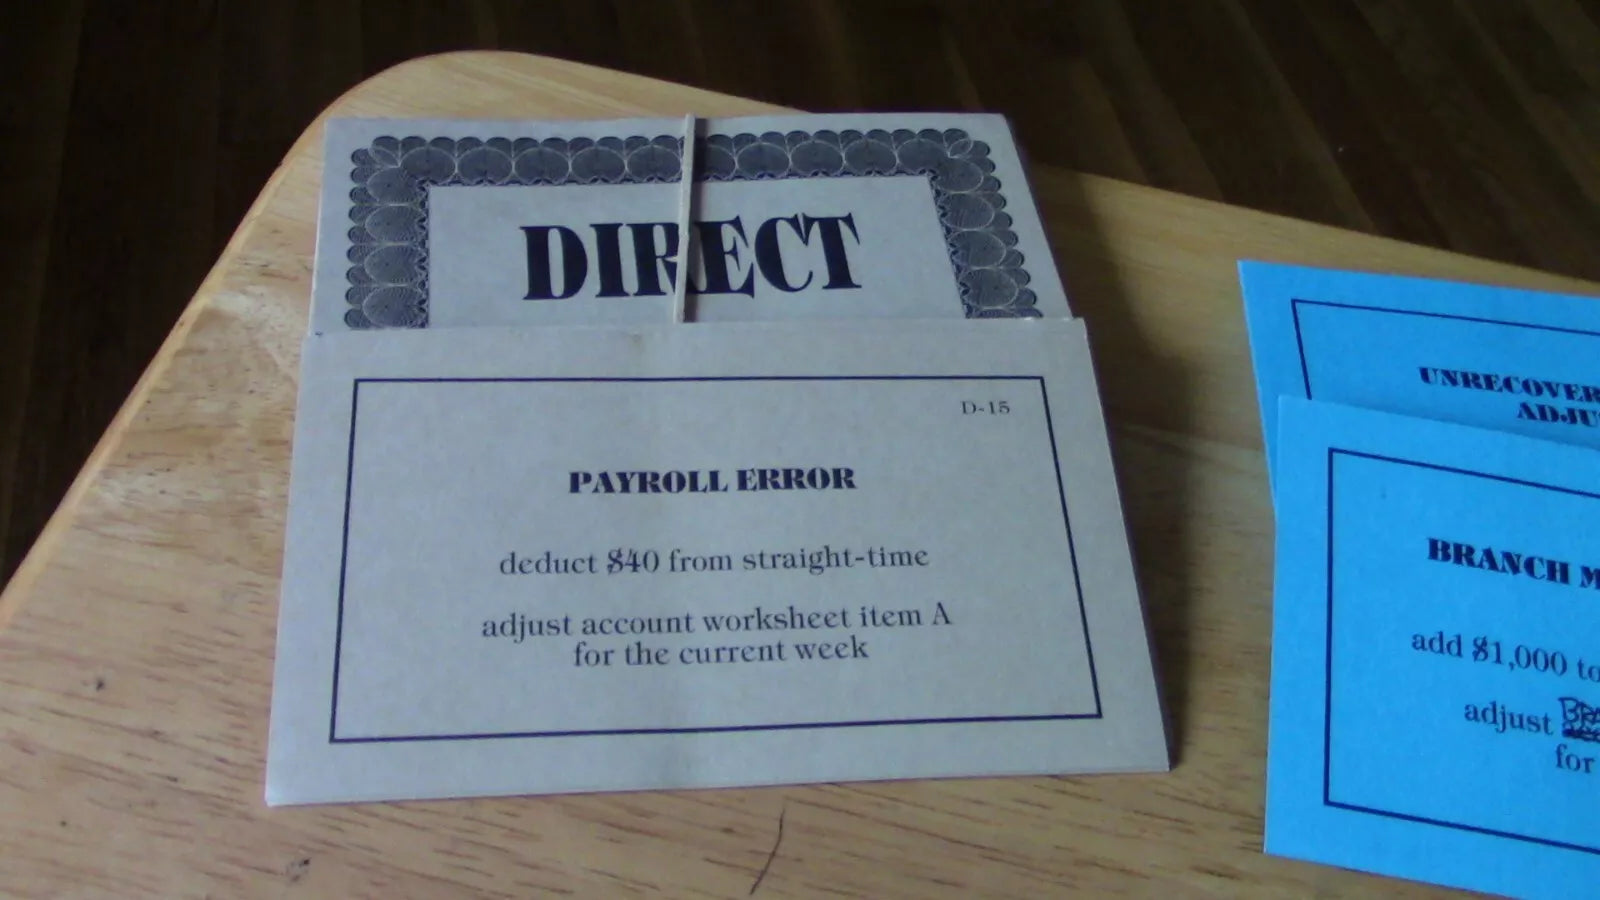 DIRECT
D-15
PAYROLL ERROR
deduct $40 from straight-time
adjust account worksheet item A
for the current week
ADJU
BRANCH M
add $1,000 to
adjust
for